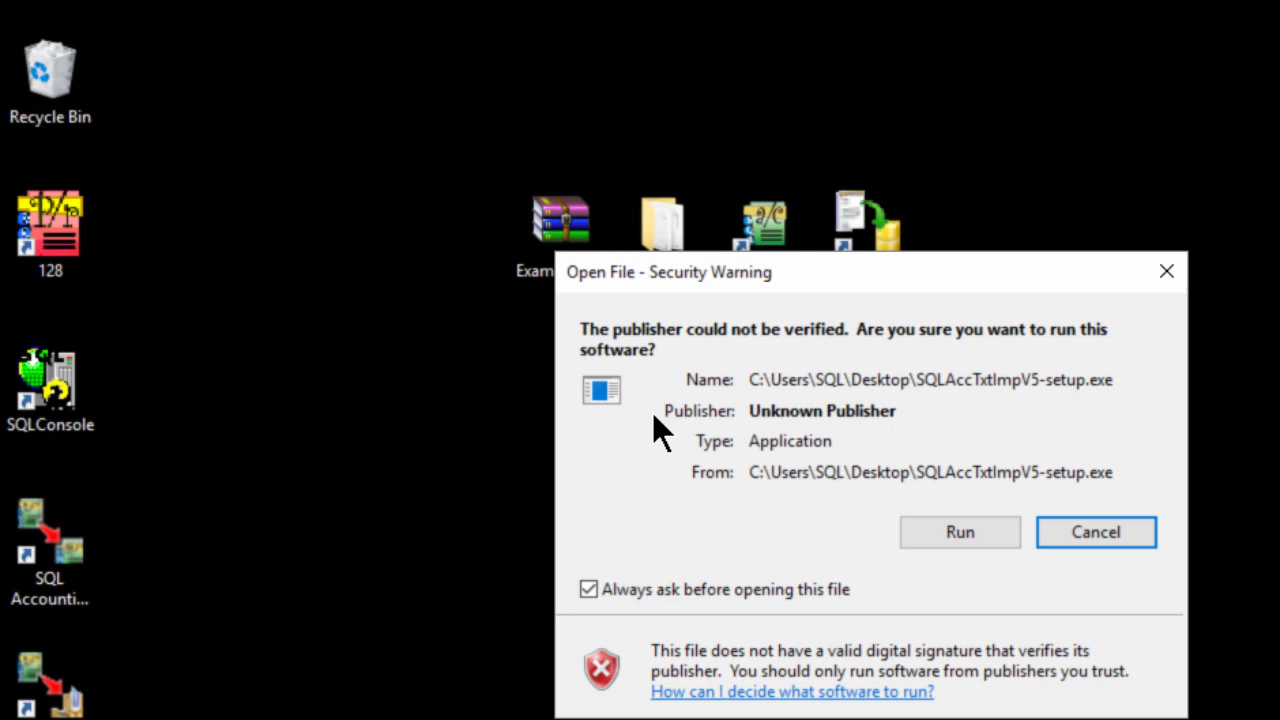 Recycle Bin
128
SQLConsole
SQL
Accounti...
Exam
Open File - Security Warning
The publisher could not be verified.  Are you sure you want to run this
software?
Name: C:\Users\SQL\Desktop\SQLAccTxtImpV5-setup.exe
Publisher: Unknown Publisher
Type: Application
From: C:\Users\SQL\Desktop\SQLAccTxtImpV5-setup.exe
Run Cancel
Always ask before opening this file
This file does not have a valid digital signature that verifies its
publisher.  You should only run software from publishers you trust.
How can I decide what software to run?